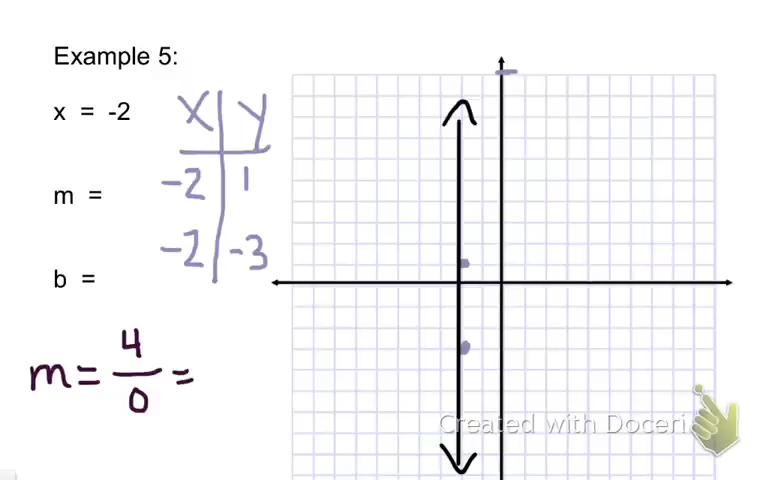 Example 5:
x = -2
X Y
m =
-2 1
-2 -3
b =
m = 4/0 =
Created with Doceri